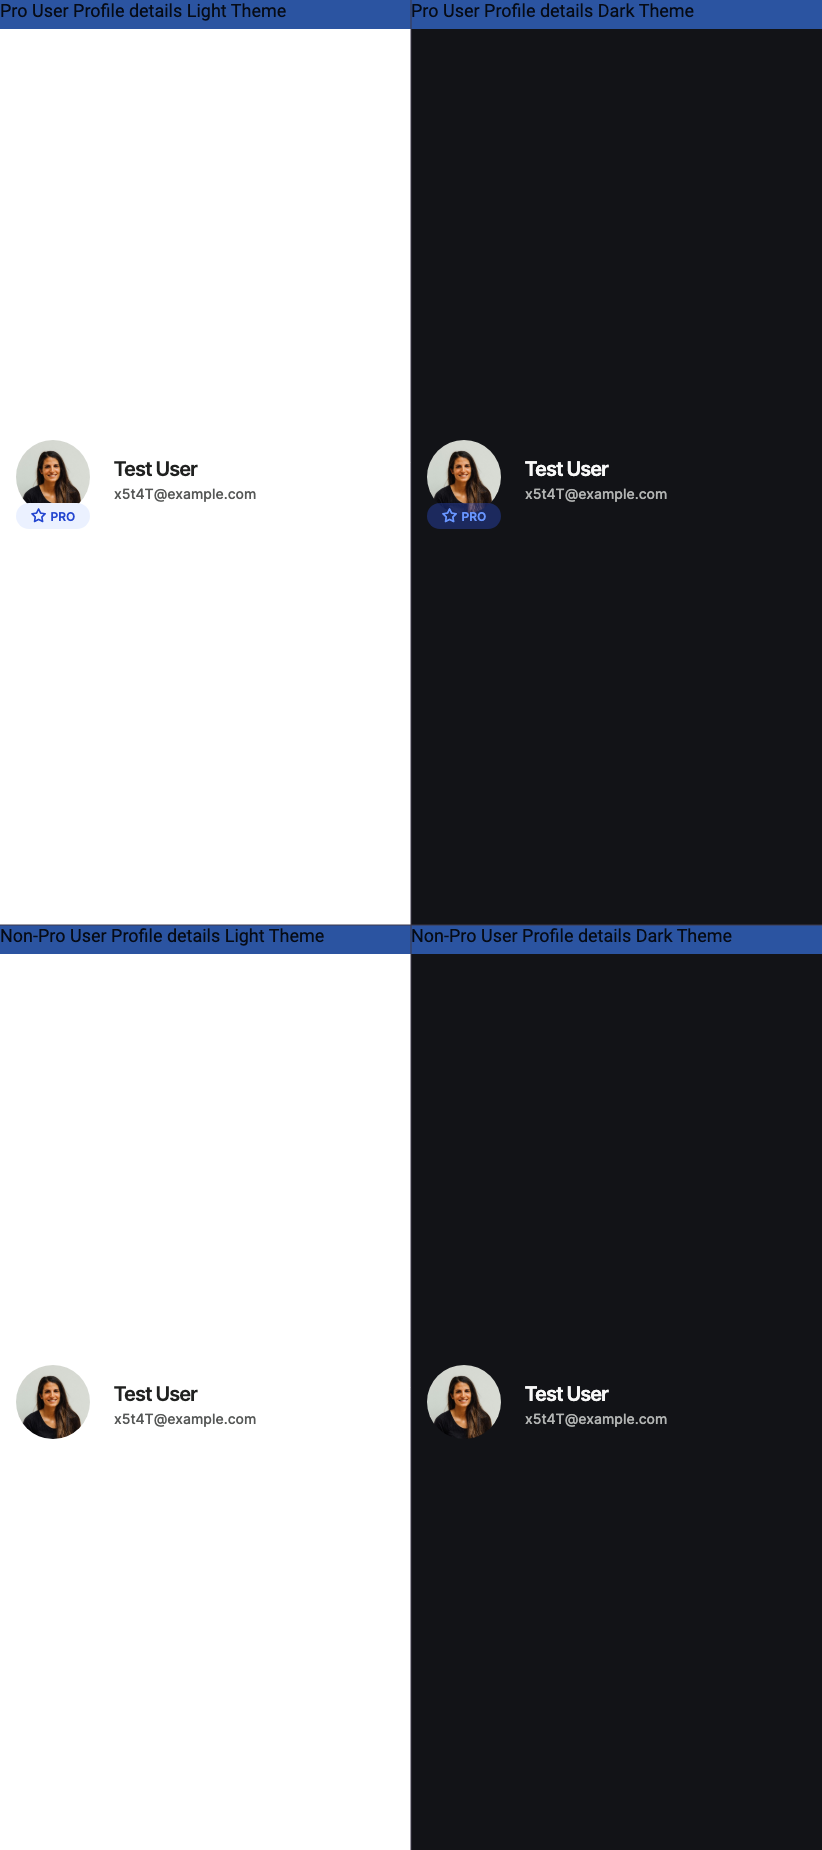 Pro User Profile details Light Theme
Pro User Profile details Dark Theme
Test User
x5t4T@example.com
PRO
Test User
x5t4T@example.com
PRO
Non-Pro User Profile details Light Theme
Non-Pro User Profile details Dark Theme
Test User
x5t4T@example.com
Test User
x5t4T@example.com